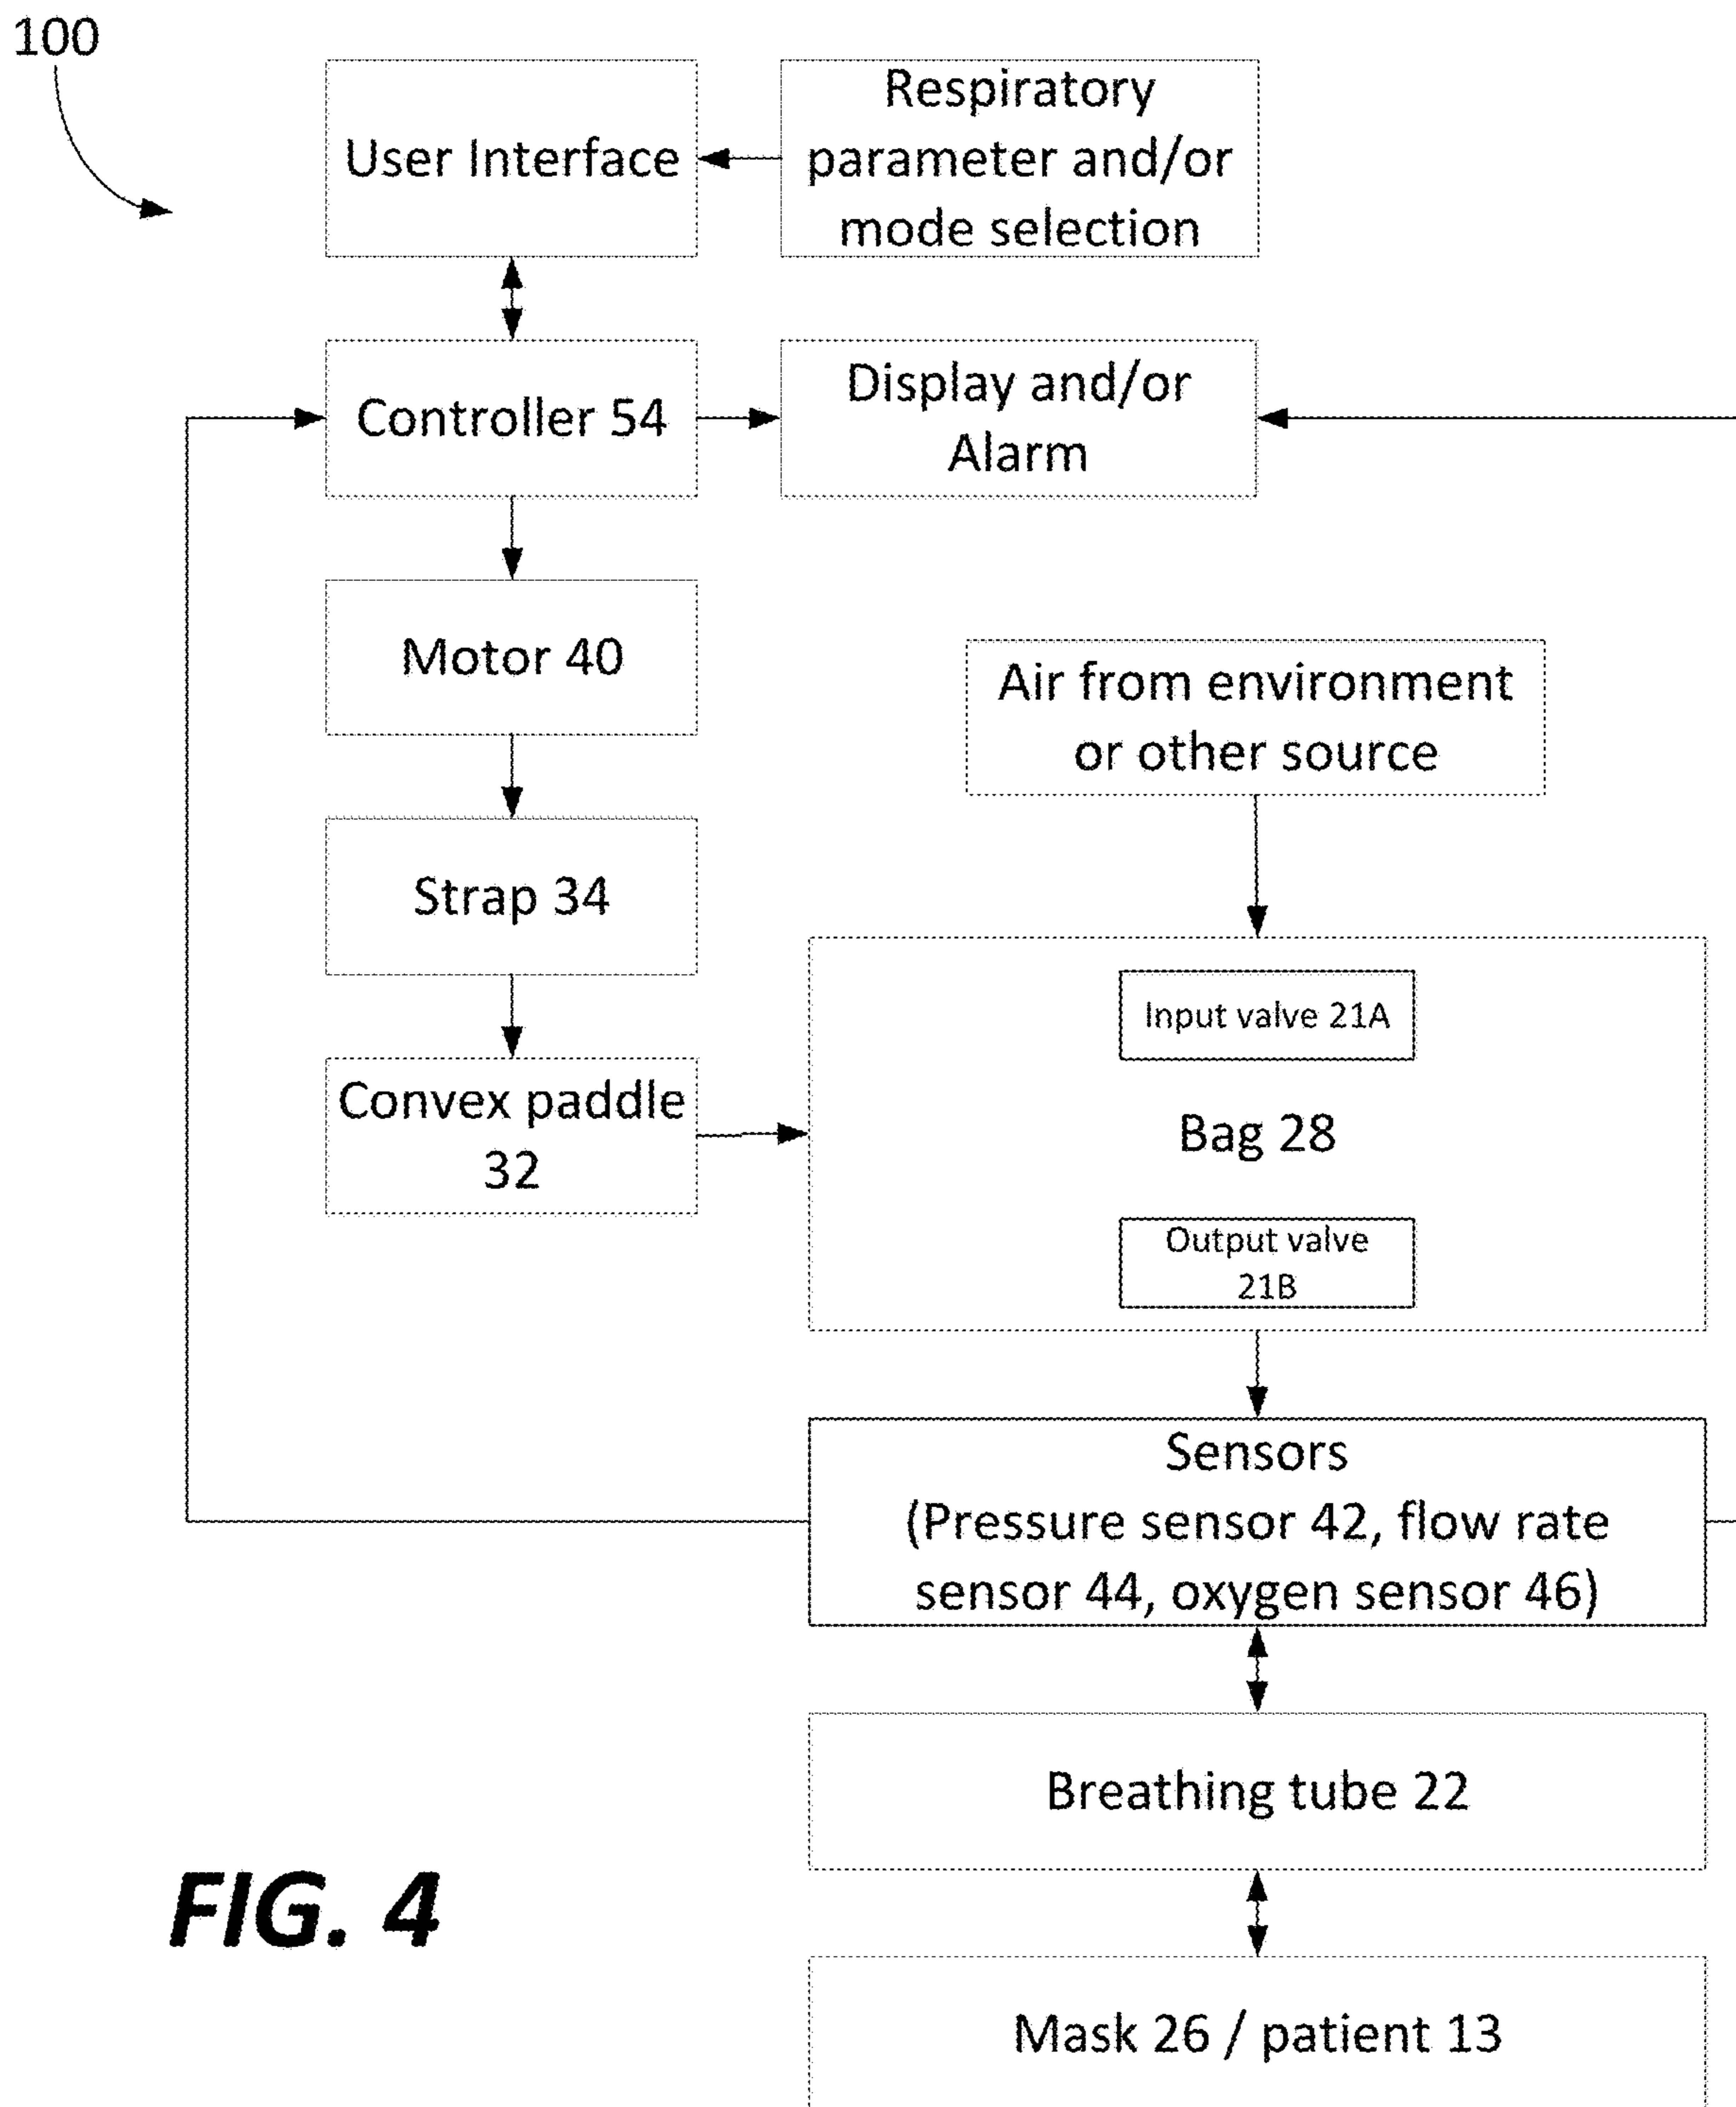 100
User Interface
Respiratory
parameter and/or
mode selection
Controller 54
Display and/or
Alarm
Motor 40
Air from environment
or other source
Strap 34
Input valve 21A
Convex paddle
32
Bag 28
Output valve
21B
Sensors
(Pressure sensor 42, flow rate
sensor 44, oxygen sensor 46)
Breathing tube 22
FIG. 4
Mask 26 / patient 13